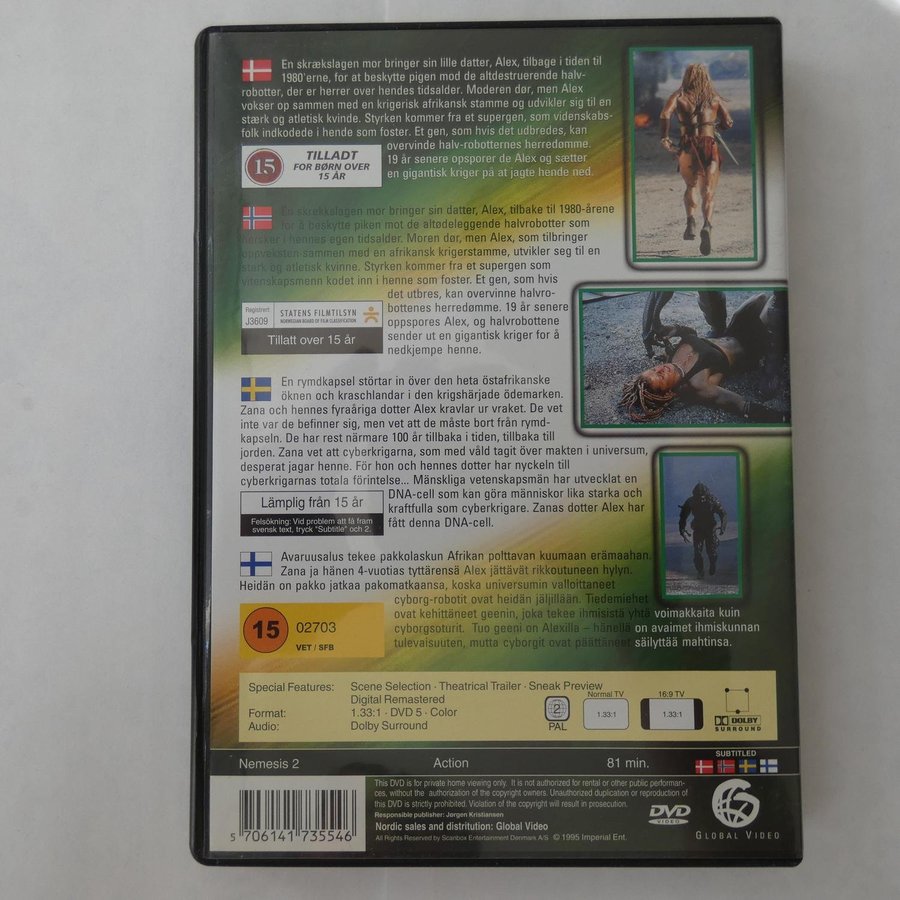 En skrækslagen mor bringer sin lille datter, Alex, tilbage i tiden til
1980'erne, for at beskytte pigen mod de altdestruerende halv-
robotter, der er herrer over hendes tidsalder. Moderen dør, men Alex
vokser op sammen med en krigerisk afrikansk stamme og udvikler sig til en
stærk og atletisk kvinde. Styrken kommer fra et supergen, som videnskabs-
folk indkodede i hende som foster. Et gen, som hvis det udbredes, kan
overvinde halv-robotternes herredømme.
19 år senere opsporer de Alex og sætter
en gigantisk kriger på at jagte hende ned.
15
TILLADT
FOR BØRN OVER
15 ÅR
En skrekkslagen mor bringer sin datter, Alex, tilbake til 1980-årene
for å beskytte piken mot de altødeleggende halvrobotter som
hersker i hennes egen tidsalder. Moren dør, men Alex, som tilbringer
oppveksten sammen med en afrikansk krigerstamme, utvikler seg til en
sterk og atletisk kvinne. Styrken kommer fra et supergen som
vitenskapsmenn kodet inn i henne som foster. Et gen, som hvis
det utbres, kan overvinne halvro-
bottenes herredømme. 19 år senere
oppspores Alex, og halvrobottene
sender ut en gigantisk kriger for å
nedkjempe henne.
Registrert
J3609
STATENS FILMTILSYN
NORWEGIAN BOARD OF FILM CLASSIFICATION
Tillatt over 15 år
En rymdkapsel störtar in över den heta östafrikanske
öknen och kraschlandar i den krigshärjade ödemarken.
Zana och hennes fyraåriga dotter Alex kravlar ur vraket. De vet
inte var de befinner sig, men vet att de måste bort från rymd-
kapseln. De har rest närmare 100 år tillbaka i tiden, tillbaka till
jorden. Zana vet att cyberkrigarna, som med våld tagit över makten i universum,
desperat jagar henne. För hon och hennes dotter har nyckeln till
cyberkrigarnas totala förintelse... Mänskliga vetenskapsmän har utvecklat en
DNA-cell som kan göra människor lika starka och
kraftfulla som cyberkrigare. Zanas dotter Alex har
fått denna DNA-cell.
Lämplig från 15 år
Felsökning: Vid problem att få fram
svensk text, tryck "Subtitle" och 2.
Avaruusalus tekee pakkolaskun Afrikan polttavan kuumaan erämaahan.
Zana ja hänen 4-vuotias tyttärensä Alex jättävät rikkoutuneen hylyn.
Heidän on pakko jatkaa pakomatkaansa, koska universumin valloittaneet
cyborg-robotit ovat heidän jäljillään. Tiedemiehet
ovat kehittäneet geenin, joka tekee ihmisistä yhtä voimakkaita kuin
cyborgsoturit. Tuo geeni on Alexilla – hänellä on avaimet ihmiskunnan
tulevaisuuten, mutta cyborgit ovat päättäneet säilyttää mahtinsa.
15
02703
VET / SFB
Special Features: Scene Selection · Theatrical Trailer · Sneak Preview
Digital Remastered
Format: 1.33:1 · DVD 5 · Color
Audio: Dolby Surround
2
PAL
Normal TV
1.33:1
16:9 TV
1.33:1
DOLBY
SURROUND
Nemesis 2 Action 81 min.
SUBTITLED
5 706141 735546
This DVD is for private home viewing only. It is not authorized for rental or other public performan-
ces, without the authorization of the copyright owners. Unauthorized duplication or reproduction of
this DVD is strictly prohibited. Violation of the copyright will result in prosecution.
Responsible publisher: Jørgen Kristiansen
Nordic sales and distrittution: Global Video
All Rights Reserved by Scanbox Entertainment Denmark A/S © 1995 Imperial Ent.
DVD
VIDEO
GLOBAL VIDEO